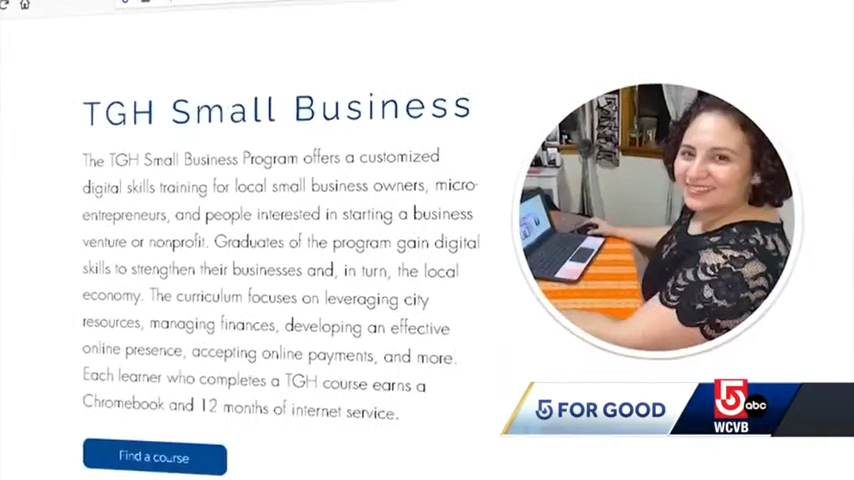 TGH Small Business
The TGH Small Business Program offers a customized
digital skills training for local small business owners, micro-
entrepreneurs, and people interested in starting a business
venture or nonprofit. Graduates of the program gain digital
skills to strengthen their businesses and, in turn, the local
economy. The curriculum focuses on leveraging city
resources, managing finances, developing an effective
online presence, accepting online payments, and more.
Each learner who completes a TGH course earns a
Chromebook and 12 months of internet service.
Find a course
5 FOR GOOD
5 abc
WCVB